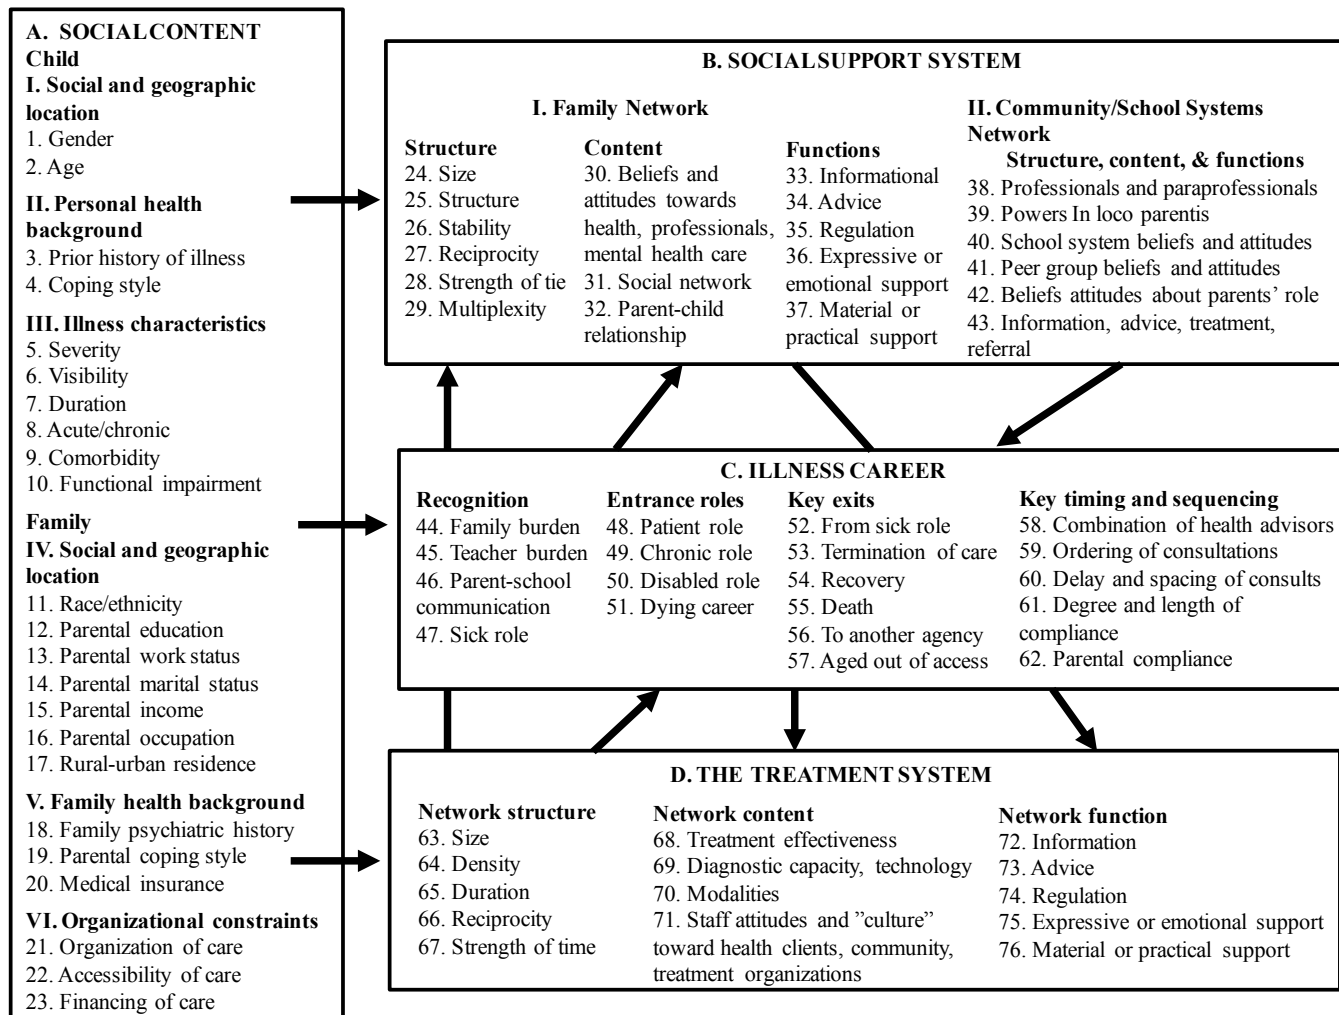 A. SOCIAL CONTENT
Child
I. Social and geographic
location
1. Gender
2. Age
II. Personal health
background
3. Prior history of illness
4. Coping style
III. Illness characteristics
5. Severity
6. Visibility
7. Duration
8. Acute/chronic
9. Comorbidity
10. Functional impairment
Family
IV. Social and geographic
location
11. Race/ethnicity
12. Parental education
13. Parental work status
14. Parental marital status
15. Parental income
16. Parental occupation
17. Rural-urban residence
V. Family health background
18. Family psychiatric history
19. Parental coping style
20. Medical insurance
VI. Organizational constraints
21. Organization of care
22. Accessibility of care
23. Financing of care
B. SOCIAL SUPPORT SYSTEM
I. Family Network
Structure
24. Size
25. Structure
26. Stability
27. Reciprocity
28. Strength of tie
29. Multiplexity
Content
30. Beliefs and
attitudes towards
health, professionals,
mental health care
31. Social network
32. Parent-child
relationship
Functions
33. Informational
34. Advice
35. Regulation
36. Expressive or
emotional support
37. Material or
practical support
II. Community/School Systems
Network
Structure, content, & functions
38. Professionals and paraprofessionals
39. Powers In loco parentis
40. School system beliefs and attitudes
41. Peer group beliefs and attitudes
42. Beliefs attitudes about parents' role
43. Information, advice, treatment,
referral
C. ILLNESS CAREER
Recognition
44. Family burden
45. Teacher burden
46. Parent-school
communication
47. Sick role
Entrance roles
48. Patient role
49. Chronic role
50. Disabled role
51. Dying career
Key exits
52. From sick role
53. Termination of care
54. Recovery
55. Death
56. To another agency
57. Aged out of access
Key timing and sequencing
58. Combination of health advisors
59. Ordering of consultations
60. Delay and spacing of consults
61. Degree and length of
compliance
62. Parental compliance
D. THE TREATMENT SYSTEM
Network structure
63. Size
64. Density
65. Duration
66. Reciprocity
67. Strength of time
Network content
68. Treatment effectiveness
69. Diagnostic capacity, technology
70. Modalities
71. Staff attitudes and ”culture”
toward health clients, community,
treatment organizations
Network function
72. Information
73. Advice
74. Regulation
75. Expressive or emotional support
76. Material or practical support